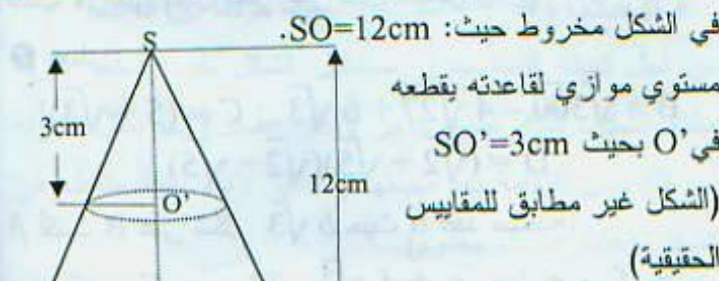 في الشكل مخروط حيث: SO=12cm.
مستوي موازي لقاعدته يقطعه
في O' بحيث SO'=3cm
(الشكل غير مطابق للمقاييس
الحقيقية)
S
3cm
O'
12cm